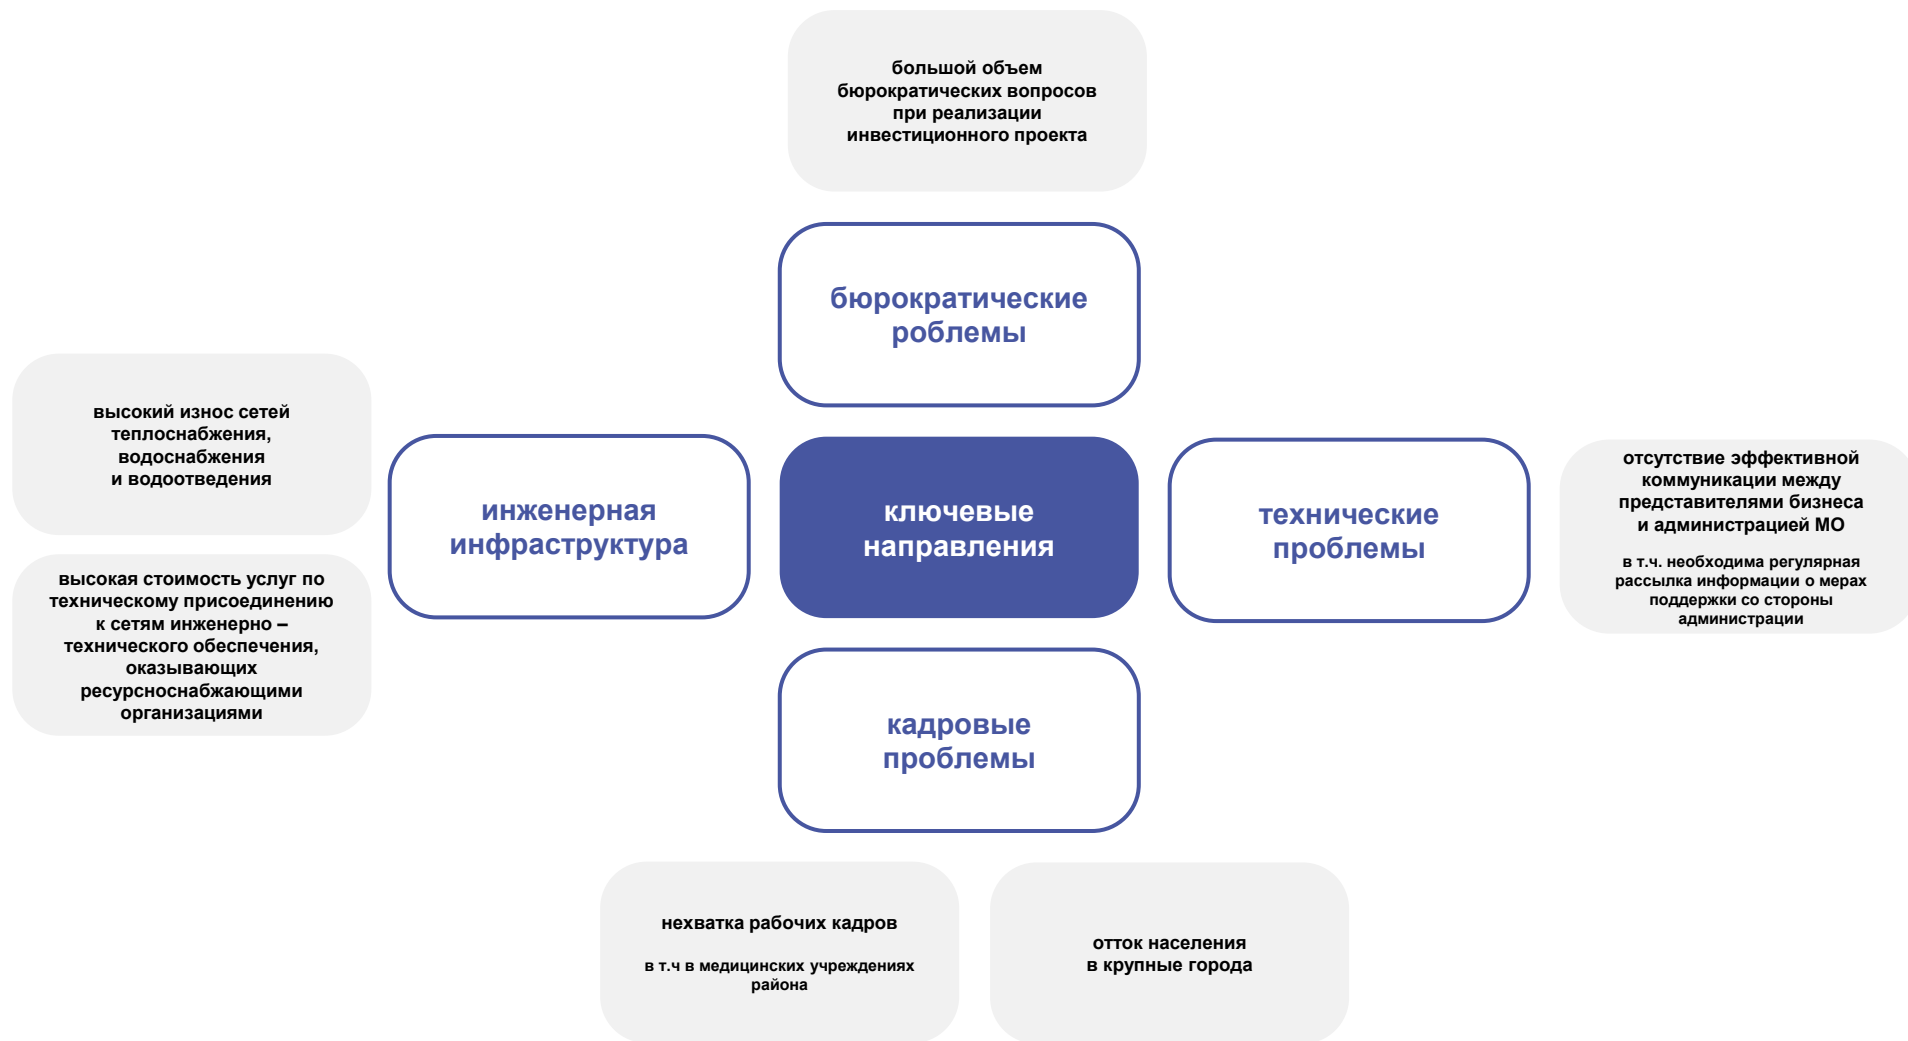 большой объем
бюрократических вопросов
при реализации
инвестиционного проекта
бюрократические
роблемы
высокий износ сетей
теплоснабжения,
водоснабжения
и водоотведения
высокая стоимость услуг по
техническому присоединению
к сетям инженерно –
технического обеспечения,
оказывающих
ресурсноснабжающими
организациями
инженерная
инфраструктура
ключевые
направления
технические
проблемы
отсутствие эффективной
коммуникации между
представителями бизнеса
и администрацией МО
в т.ч. необходима регулярная
рассылка информации о мерах
поддержки со стороны
администрации
кадровые
проблемы
нехватка рабочих кадров
в т.ч в медицинских учреждениях
района
отток населения
в крупные города